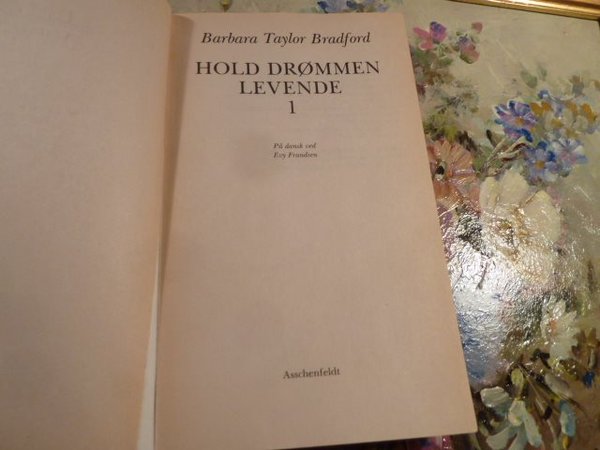 Barbara Taylor Bradford
HOLD DRØMMEN
LEVENDE
1
På dansk ved
Evy Frandsen
Asschenfeldt